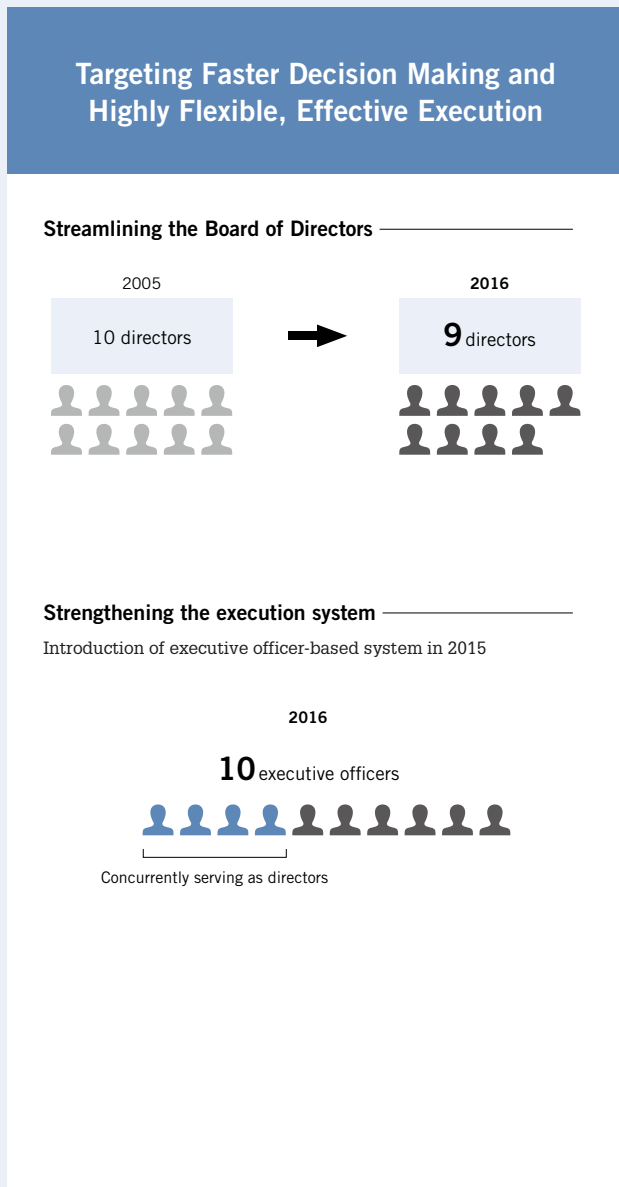 Targeting Faster Decision Making and
Highly Flexible, Effective Execution
Streamlining the Board of Directors
2005
10 directors
2016
9 directors
Strengthening the execution system
Introduction of executive officer-based system in 2015
2016
10 executive officers
Concurrently serving as directors